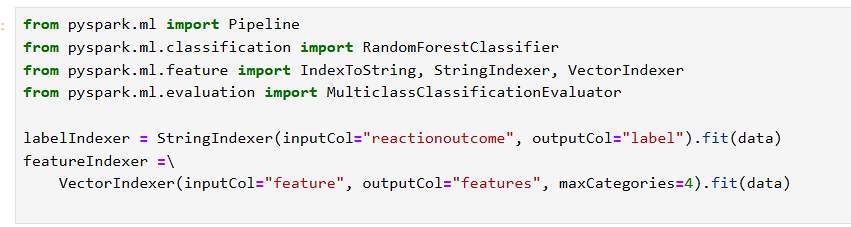 from pyspark.ml import Pipeline
from pyspark.ml.classification import RandomForestClassifier
from pyspark.ml.feature import IndexToString, StringIndexer, VectorIndexer
from pyspark.ml.evaluation import MulticlassClassificationEvaluator

labelIndexer = StringIndexer(inputCol="reactionoutcome", outputCol="label").fit(data)
featureIndexer =\
    VectorIndexer(inputCol="feature", outputCol="features", maxCategories=4).fit(data)